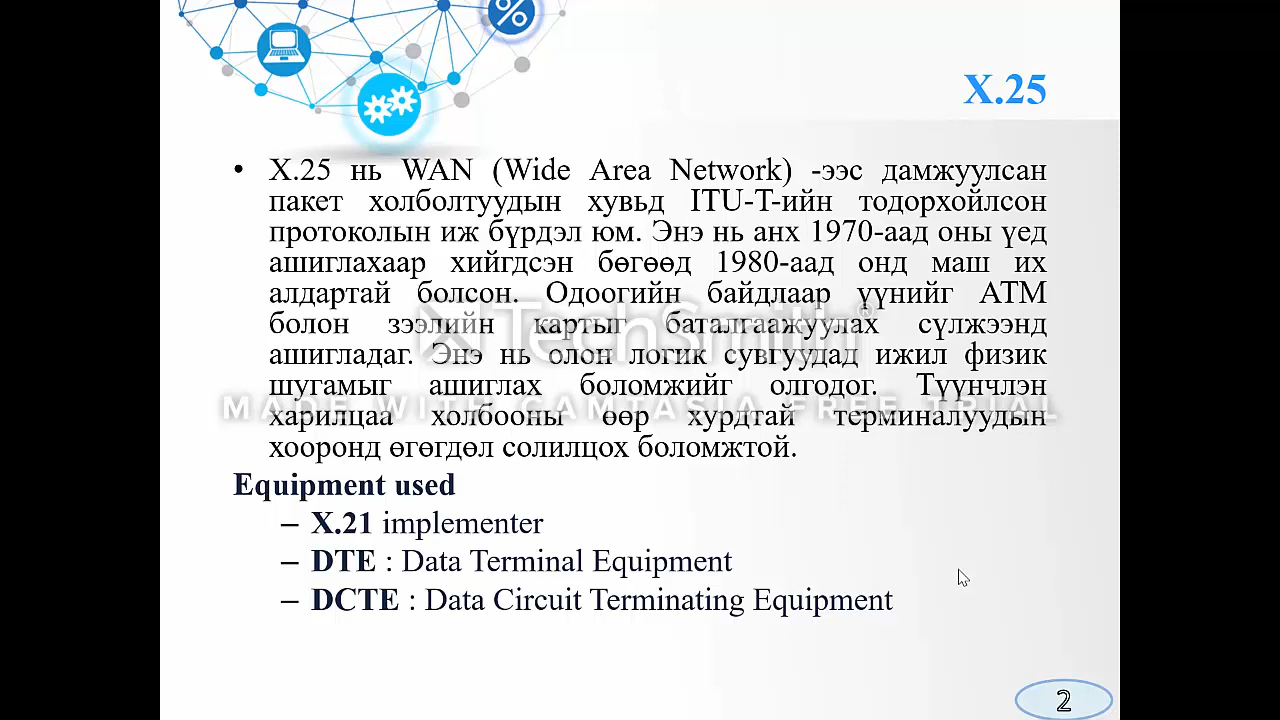 X.25
• X.25 нь WAN (Wide Area Network) -ээс дамжуулсан
пакет холболтуудын хувьд ITU-T-ийн тодорхойлсон
протоколын иж бүрдэл юм. Энэ нь анх 1970-аад оны үед
ашиглахаар хийгдсэн бөгөөд 1980-аад онд маш их
алдартай болсон. Одоогийн байдлаар үүнийг ATM
болон зээлийн картыг баталгаажуулах сүлжээнд
ашигладаг. Энэ нь олон логик сувгуудад ижил физик
шугамыг ашиглах боломжийг олгодог. Түүнчлэн
харилцаа холбооны өөр хурдтай терминалуудын
хооронд өгөгдөл солилцох боломжтой.
TechSmith®
MADE WITH CAMTASIA FREE TRIAL
Equipment used
– X.21 implementer
– DTE : Data Terminal Equipment
– DCTE : Data Circuit Terminating Equipment
2